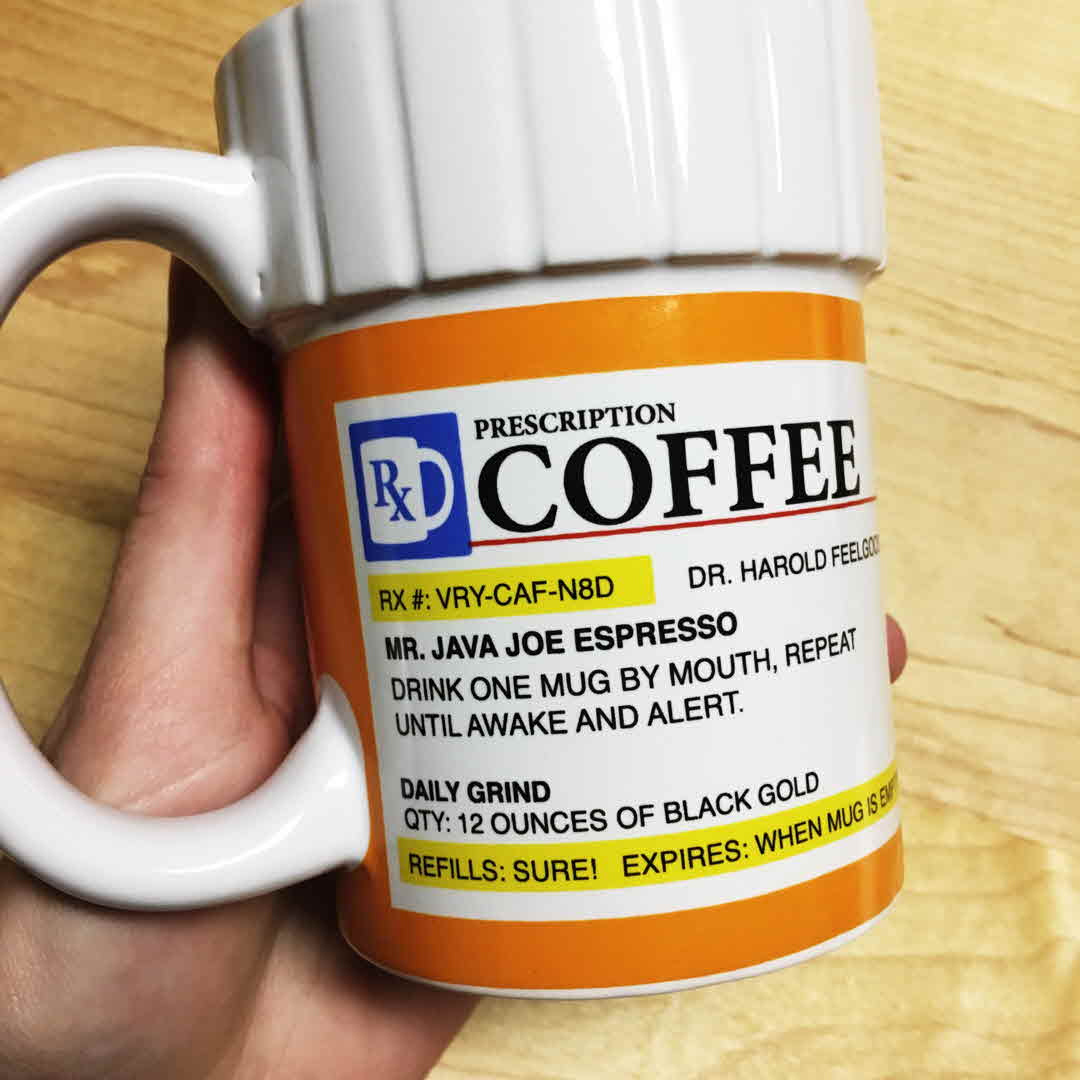 PRESCRIPTION
COFFEE
Rx
RX #: VRY-CAF-N8D
DR. HAROLD
MR. JAVA JOE ESPRESSO
DRINK ONE MUG BY MOUTH, REPEAT
UNTIL AWAKE AND ALERT.
DAILY GRIND
QTY: 12 OUNCES OF BLACK GOLD
REFILLS: SURE! EXPIRES: WHEN MUG IS